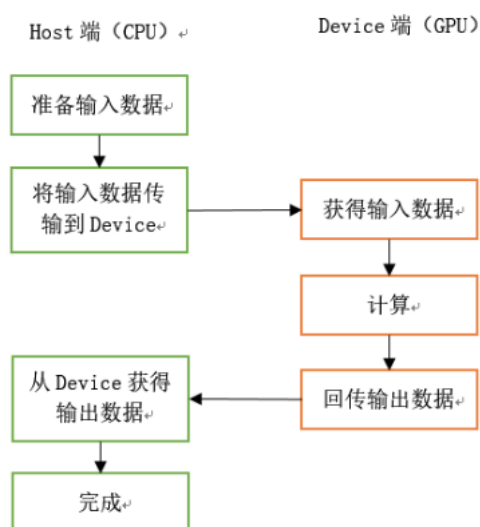 Host 端（CPU）
Device 端（GPU）
准备输入数据
将输入数据传
输到 Device
获得输入数据
计算
回传输出数据
从 Device 获得
输出数据
完成